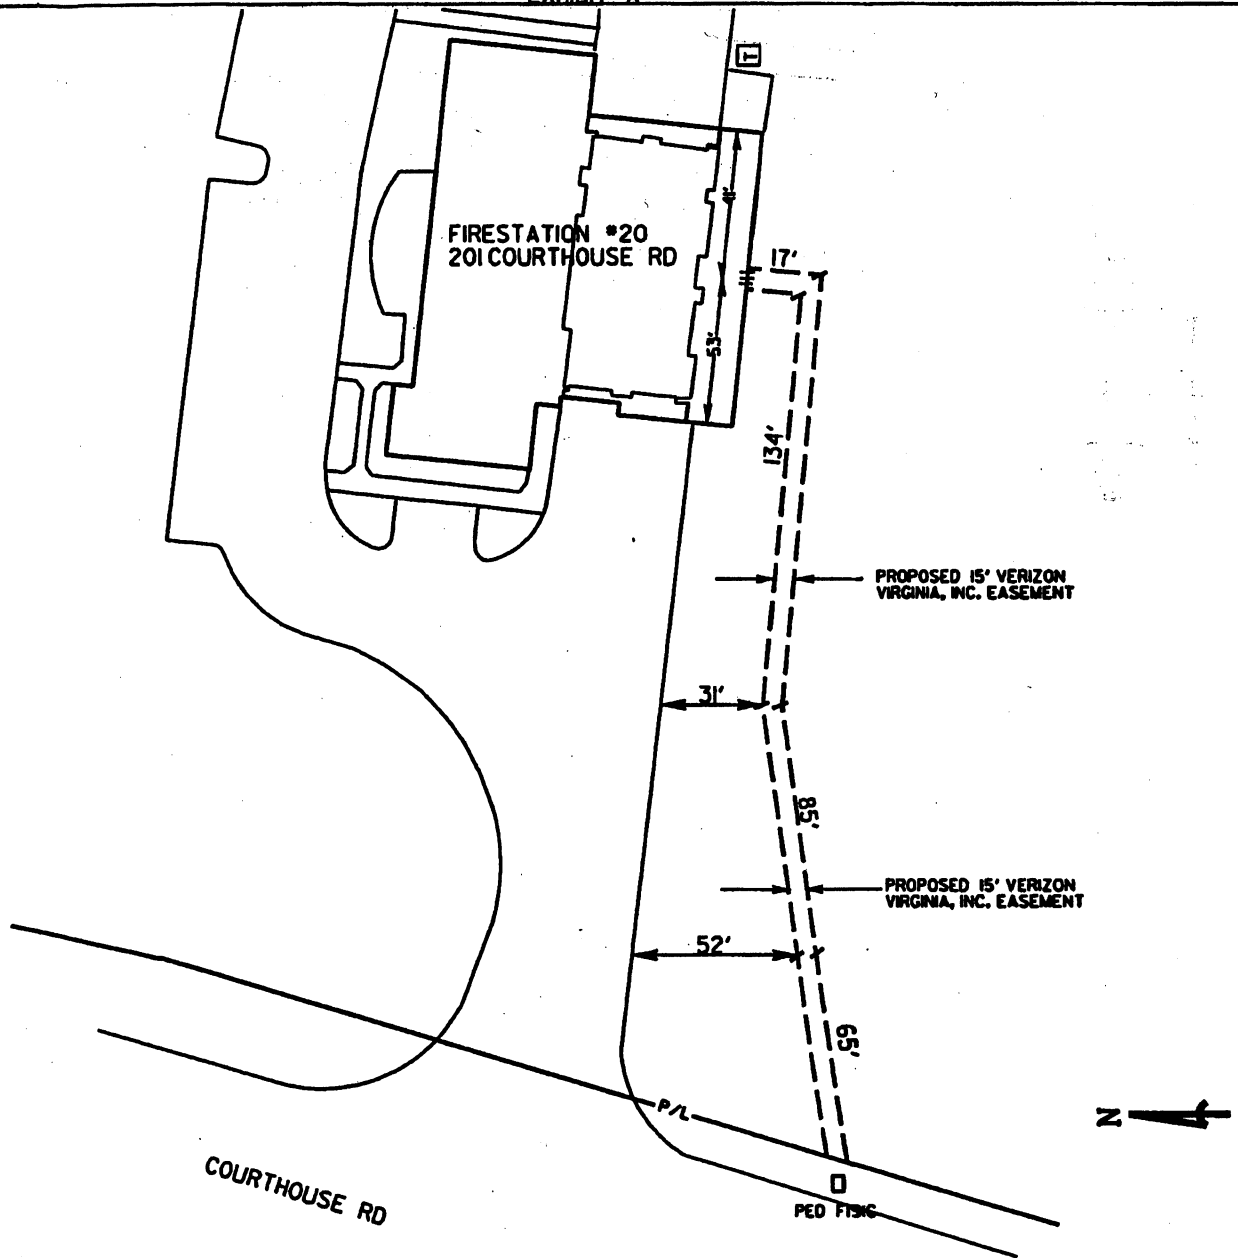 T
41'
FIRESTATION #20
201 COURTHOUSE RD
17'
53'
134'
PROPOSED 15' VERIZON
VIRGINIA, INC. EASEMENT
31'
85'
PROPOSED 15' VERIZON
VIRGINIA, INC. EASEMENT
52'
65'
P/L
N
COURTHOUSE RD
PED